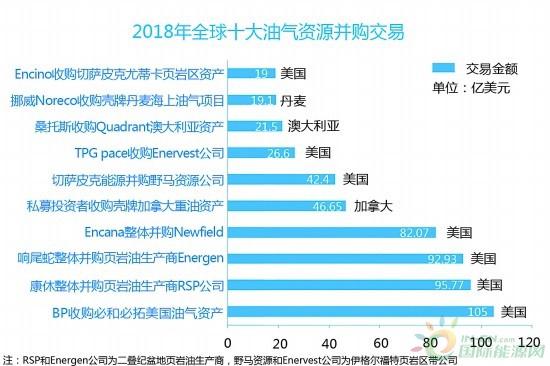 2018年全球十大油气资源并购交易
交易金额
单位：亿美元
Encino收购切萨皮克尤蒂卡页岩区资产 19 美国
挪威Noreco收购壳牌丹麦海上油气项目 19.1 丹麦
桑托斯收购Quadrant澳大利亚资产 21.5 澳大利亚
TPG pace收购Enervest公司 26.6 美国
切萨皮克能源并购野马资源公司 42.4 美国
私募投资者收购壳牌加拿大重油资产 46.65 加拿大
Encana整体并购Newfield 82.07 美国
响尾蛇整体并购页岩油生产商Energen 92.93 美国
康休整体并购页岩油生产商RSP公司 95.77 美国
BP收购必和必拓美国油气资产 105 美国
0 20 40 60 80 100 120
注：RSP和Energen公司为二叠纪盆地页岩油生产商，野马资源和Enervest公司为伊格尔福特页岩区带公司
国际能源网